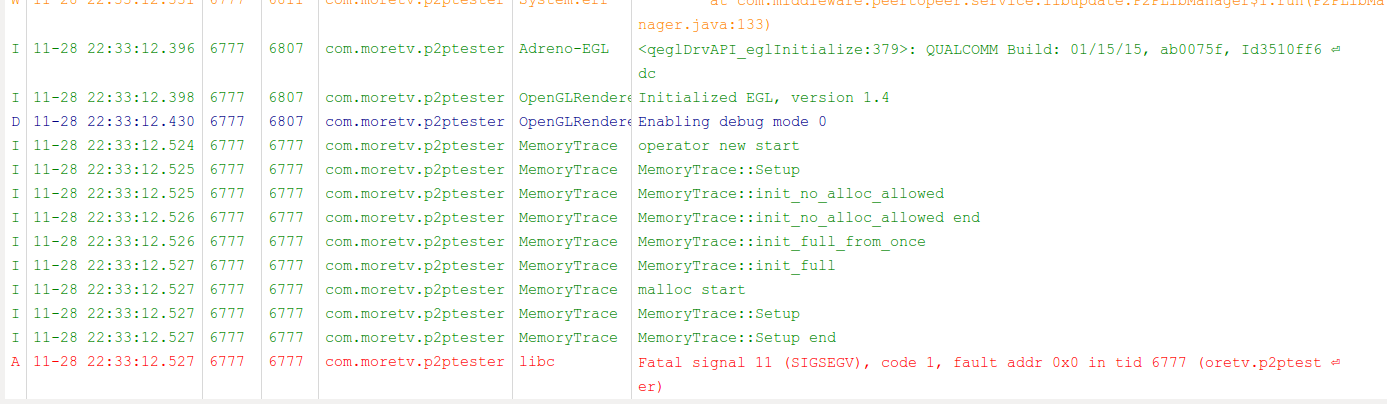 W 11-28 22:33:12.351 6777 6811 com.moretv.p2ptester System.err at com.middleware.peertopeer.service.libupdate.P2PLibManager$1.run(P2PLibMa
nager.java:133)
I 11-28 22:33:12.396 6777 6807 com.moretv.p2ptester Adreno-EGL <qeglDrvAPI_eglInitialize:379>: QUALCOMM Build: 01/15/15, ab0075f, Id3510ff6 ⏎
dc
I 11-28 22:33:12.398 6777 6807 com.moretv.p2ptester OpenGLRendere Initialized EGL, version 1.4
D 11-28 22:33:12.430 6777 6807 com.moretv.p2ptester OpenGLRendere Enabling debug mode 0
I 11-28 22:33:12.524 6777 6777 com.moretv.p2ptester MemoryTrace operator new start
I 11-28 22:33:12.525 6777 6777 com.moretv.p2ptester MemoryTrace MemoryTrace::Setup
I 11-28 22:33:12.525 6777 6777 com.moretv.p2ptester MemoryTrace MemoryTrace::init_no_alloc_allowed
I 11-28 22:33:12.526 6777 6777 com.moretv.p2ptester MemoryTrace MemoryTrace::init_no_alloc_allowed end
I 11-28 22:33:12.526 6777 6777 com.moretv.p2ptester MemoryTrace MemoryTrace::init_full_from_once
I 11-28 22:33:12.527 6777 6777 com.moretv.p2ptester MemoryTrace MemoryTrace::init_full
I 11-28 22:33:12.527 6777 6777 com.moretv.p2ptester MemoryTrace malloc start
I 11-28 22:33:12.527 6777 6777 com.moretv.p2ptester MemoryTrace MemoryTrace::Setup
I 11-28 22:33:12.527 6777 6777 com.moretv.p2ptester MemoryTrace MemoryTrace::Setup end
A 11-28 22:33:12.527 6777 6777 com.moretv.p2ptester libc Fatal signal 11 (SIGSEGV), code 1, fault addr 0x0 in tid 6777 (oretv.p2ptest ⏎
er)